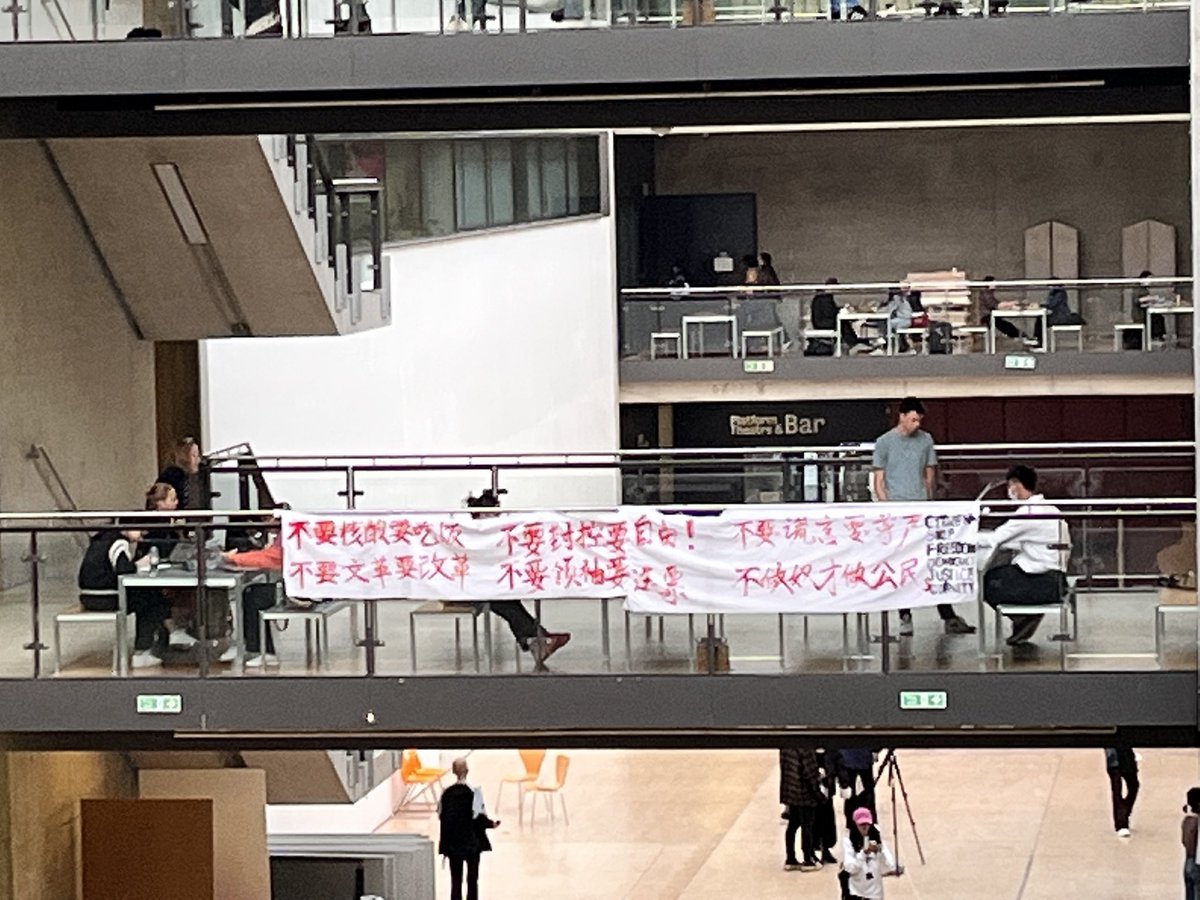 Platform
Theatre & Bar
不要核酸要吃饭 不要封控要自由！ 不要谎言要尊严
不要文革要改革 不要领袖要选票 不做奴才做公民
FREEDOM
JUSTICE